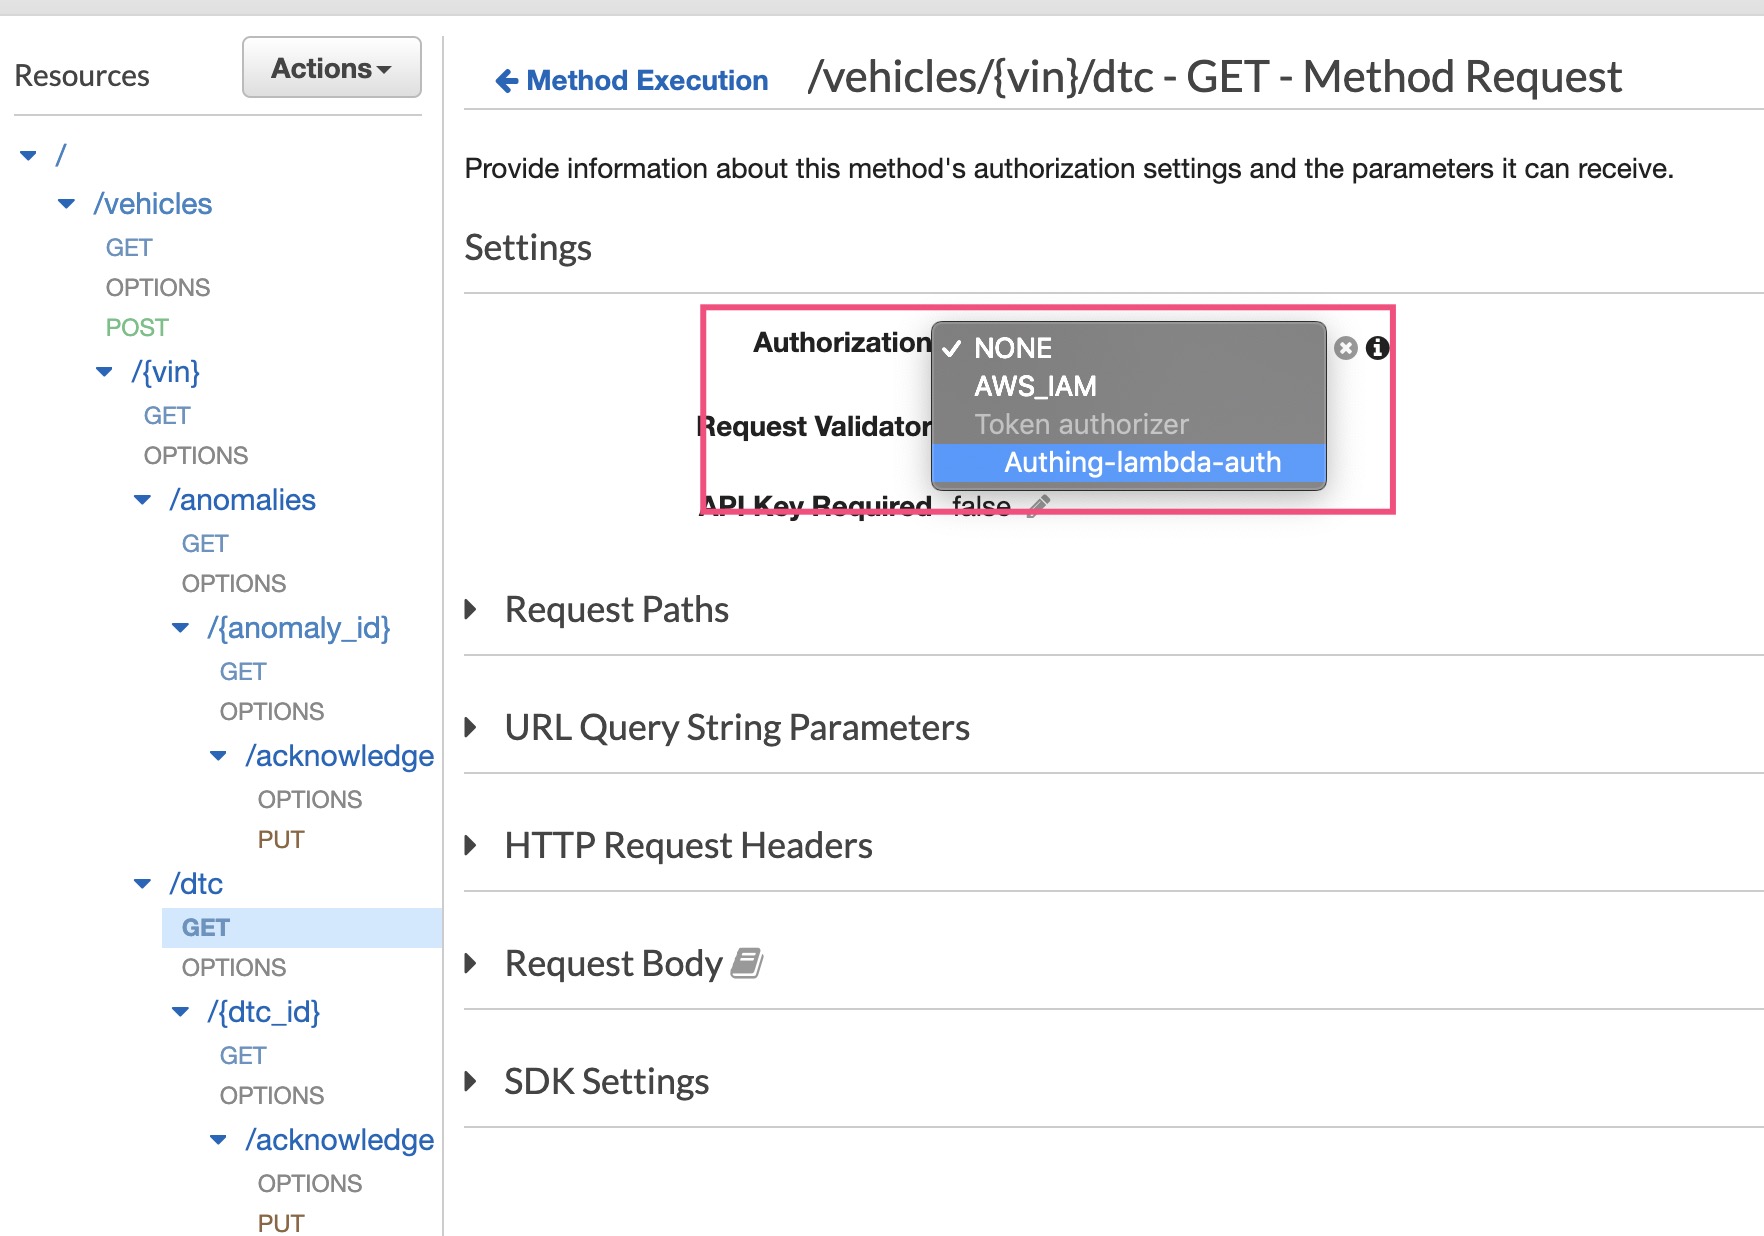 Resources
Actions
/
/vehicles
GET
OPTIONS
POST
/{vin}
GET
OPTIONS
/anomalies
GET
OPTIONS
/{anomaly_id}
GET
OPTIONS
/acknowledge
OPTIONS
PUT
/dtc
GET
OPTIONS
/{dtc_id}
GET
OPTIONS
/acknowledge
OPTIONS
PUT
Method Execution /vehicles/{vin}/dtc - GET - Method Request
Provide information about this method's authorization settings and the parameters it can receive.
Settings
Authorization
NONE
AWS_IAM
Token authorizer
Authing-lambda-auth
Request Validator
API Key Required false
Request Paths
URL Query String Parameters
HTTP Request Headers
Request Body
SDK Settings